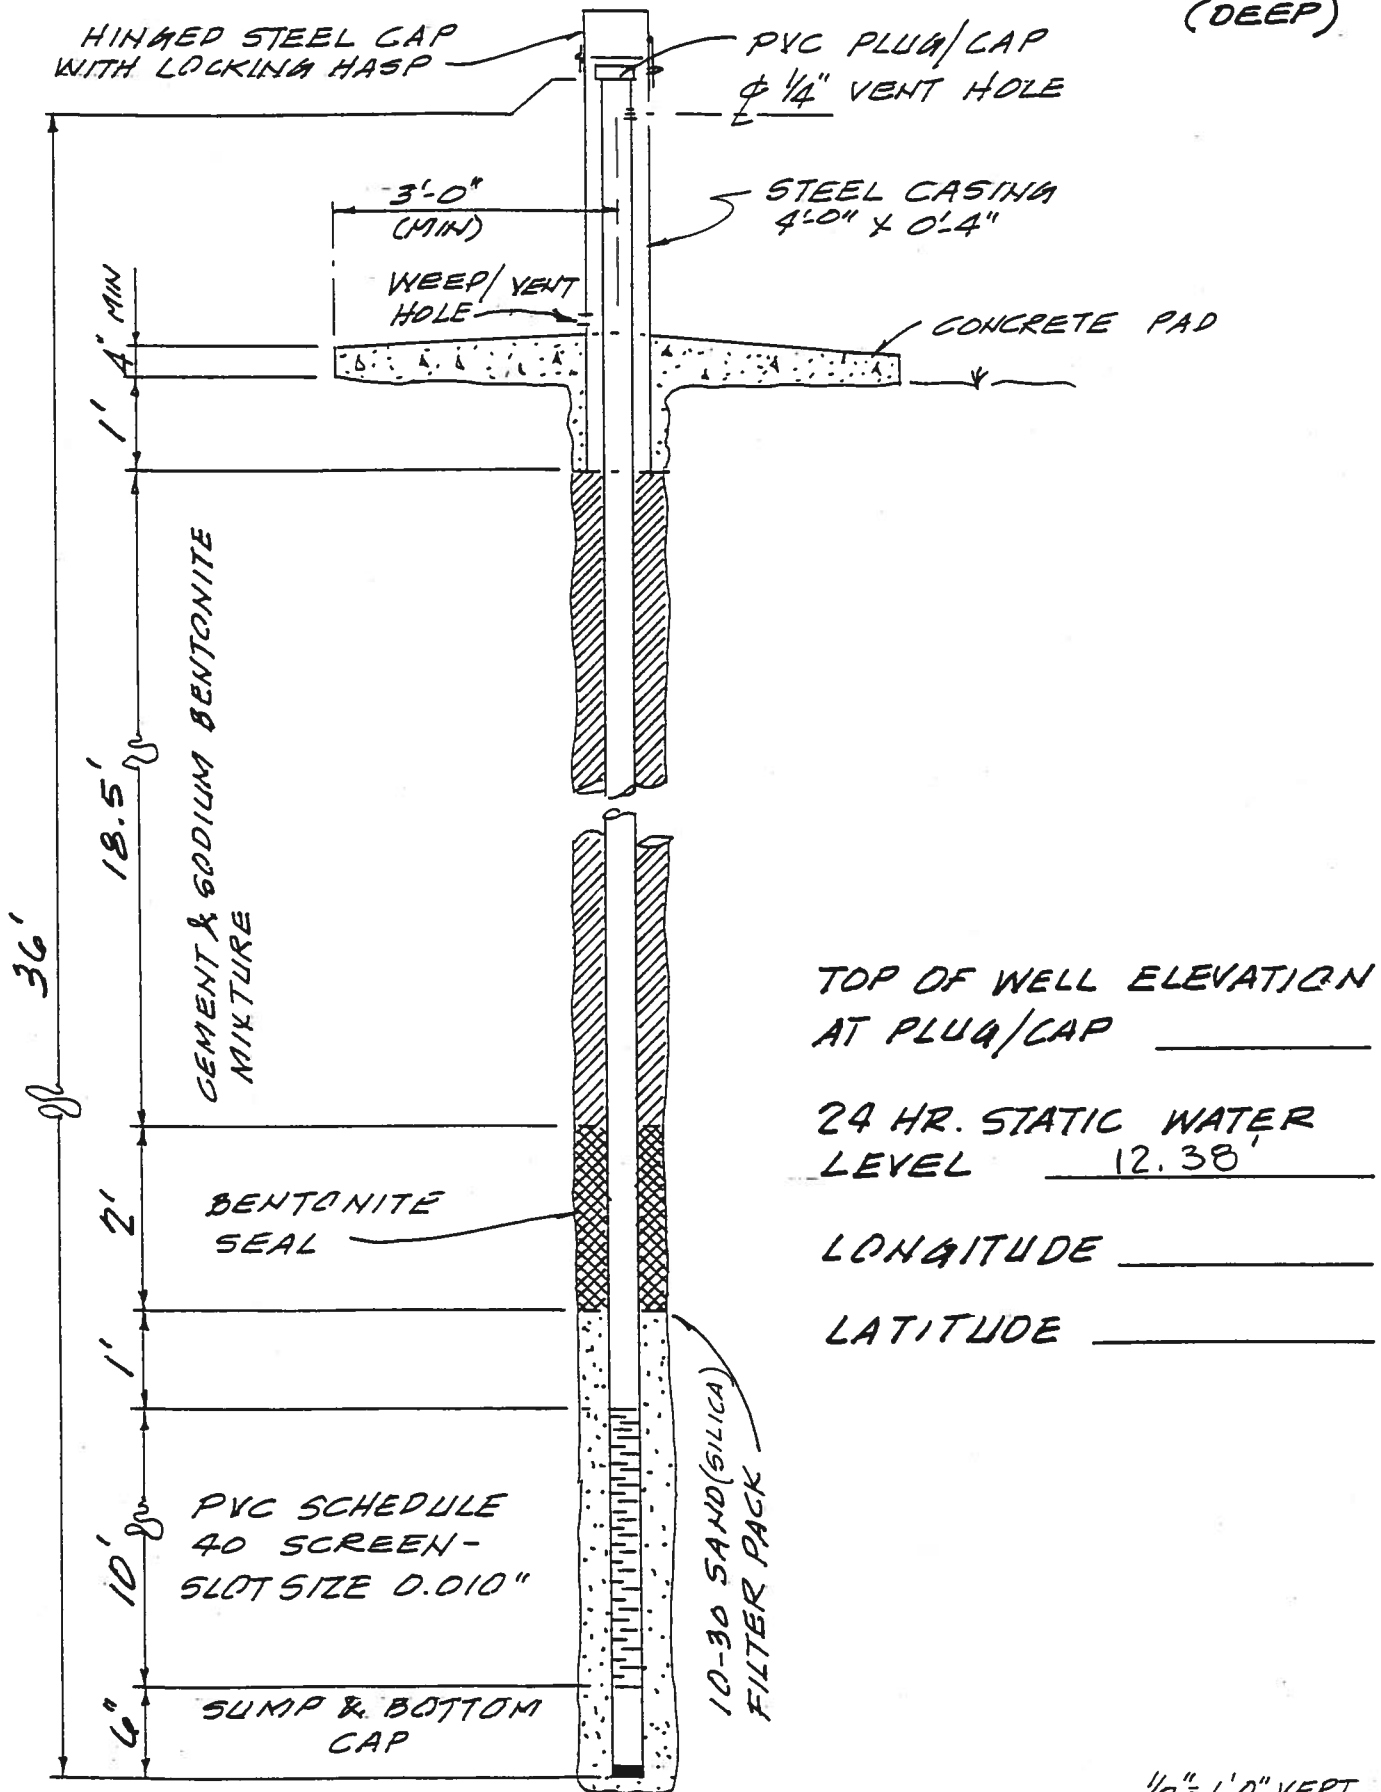 (DEEP)
HINGED STEEL CAP
WITH LOCKING HASP
PVC PLUG/CAP
¢ 1/4" VENT HOLE
3'-0"
(MIN)
STEEL CASING
4'-0" X 0'-4"
WEEP/VENT
HOLE
CONCRETE PAD
4" MIN
1'
CEMENT & SODIUM BENTONITE
MIXTURE
18.5'
36'
TOP OF WELL ELEVATION
AT PLUG/CAP
24 HR. STATIC WATER
LEVEL 12.38'
LONGITUDE
LATITUDE
2'
BENTONITE
SEAL
1'
10-30 SAND (SILICA)
FILTER PACK
10'
PVC SCHEDULE
40 SCREEN-
SLOT SIZE 0.010"
6"
SUMP & BOTTOM
CAP